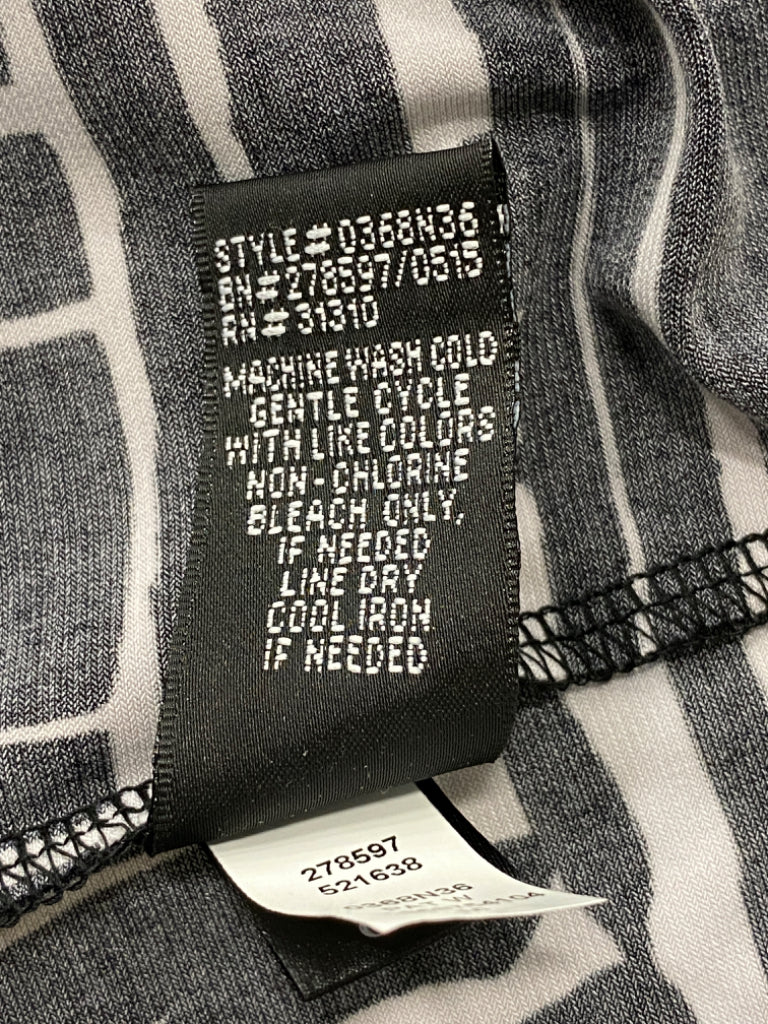 STYLE # 0368N36
BN # 278597/0515
RN # 31310
MACHINE WASH COLD
GENTLE CYCLE
WITH LIKE COLORS
NON-CHLORINE
BLEACH ONLY,
IF NEEDED
LINE DRY
COOL IRON
IF NEEDED
278597
521638
0368N36